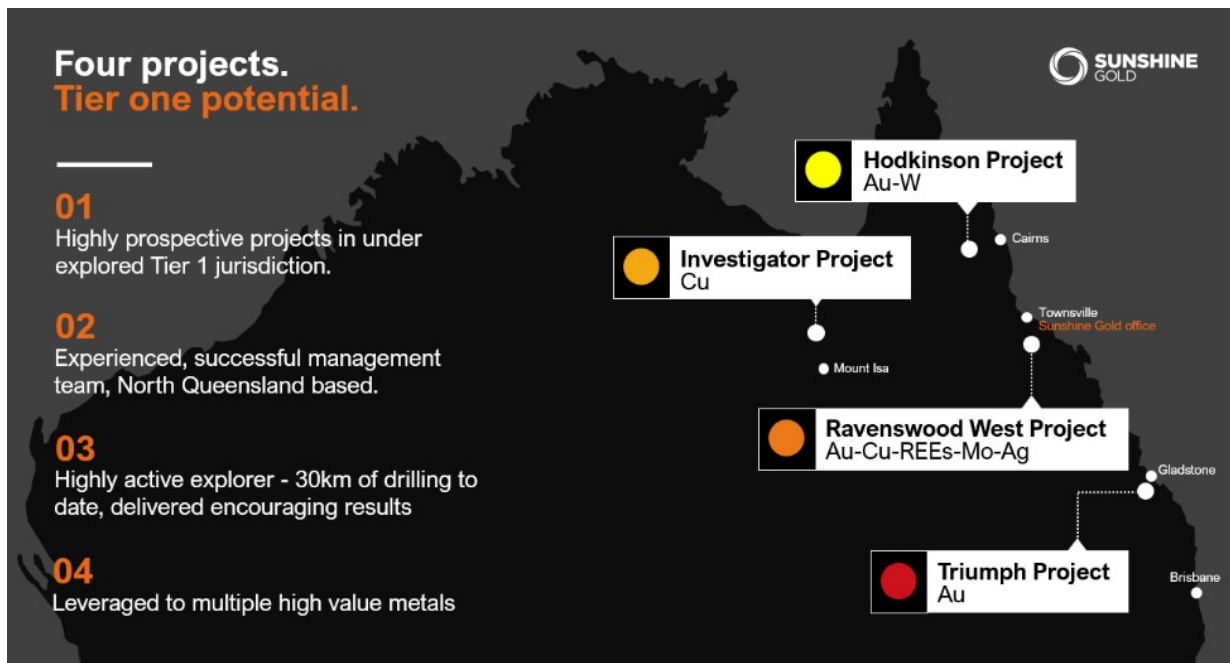 Four projects.
Tier one potential.
SUNSHINE
GOLD
01
Highly prospective projects in under
explored Tier 1 jurisdiction.
02
Experienced, successful management
team, North Queensland based.
03
Highly active explorer - 30km of drilling to
date, delivered encouraging results
04
Leveraged to multiple high value metals
Hodkinson Project
Au-W
Cairns
Investigator Project
Cu
Townsville
Sunshine Gold office
Mount Isa
Ravenswood West Project
Au-Cu-REEs-Mo-Ag
Gladstone
Triumph Project
Au
Brisbane